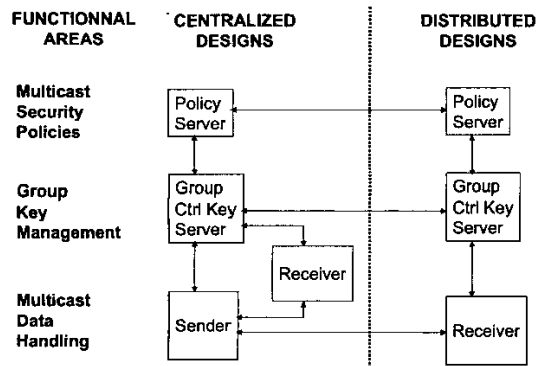 FUNCTIONNAL
AREAS
CENTRALIZED
DESIGNS
DISTRIBUTED
DESIGNS
Multicast
Security
Policies
Policy
Server
Policy
Server
Group
Key
Management
Group
Ctrl Key
Server
Group
Ctrl Key
Server
Receiver
Multicast
Data
Handling
Sender
Receiver